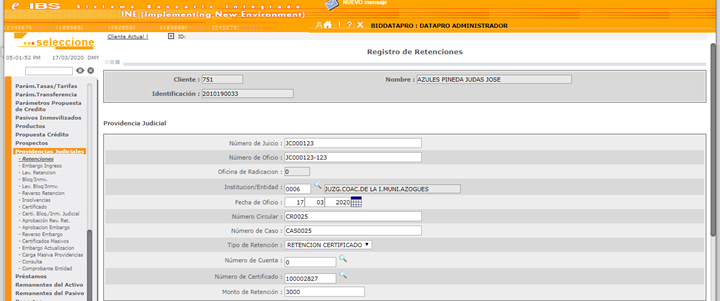 e IBS Sistema Bancario Integrado
NUEVO mensaje
INE (Implementing New Environment)
BIDDATAPRO : DATAPRO ADMINISTRADOR
... seleccione
Cliente Actual ! ID:
05:01:52 PM 17/03/2020 DMY
Registro de Retenciones
Parám.Tasas/Tarifas
Parám.Transferencia
Parámetros Propuesta de Credito
Pasivos Inmovilizados
Productos
Propuesta Crédito
Prospectos
Providencias Judiciales
- Retenciones
- Embargo Ingreso
- Lev. Retencion
- Bloq/Inmv.
- Lev. Bloq/Inmv.
- Reverso Retencion
- Insolvencias
- Certificado
- Certi. Bloq./Inm. Judicial
- Aprobación Rev. Ret.
- Aprobacion Embargo
- Reverso Embargo
- Certificados Masivos
- Embargo Actualizacion
- Carga Masiva Providencias
- Consulta
- Comprobante Entidad
Préstamos
Remanentes del Activo
Remanentes del Pasivo
Cliente : 751 Nombre : AZULES PINEDA JUDAS JOSE
Identificación : 2010190033
Providencia Judicial
Número de Juicio : JC000123
Número de Oficio : JC000123-123
Oficina de Radicacion : 0
Institucion/Entidad : 0006 JUZG.COAC.DE LA I.MUNI.AZOGUES
Fecha de Oficio : 17 03 2020
Número Circular : CR0025
Número de Caso : CAS0025
Tipo de Retención : RETENCION CERTIFICADO
Número de Cuenta : 0
Número de Certificado : 100002827
Monto de Retención : 3000